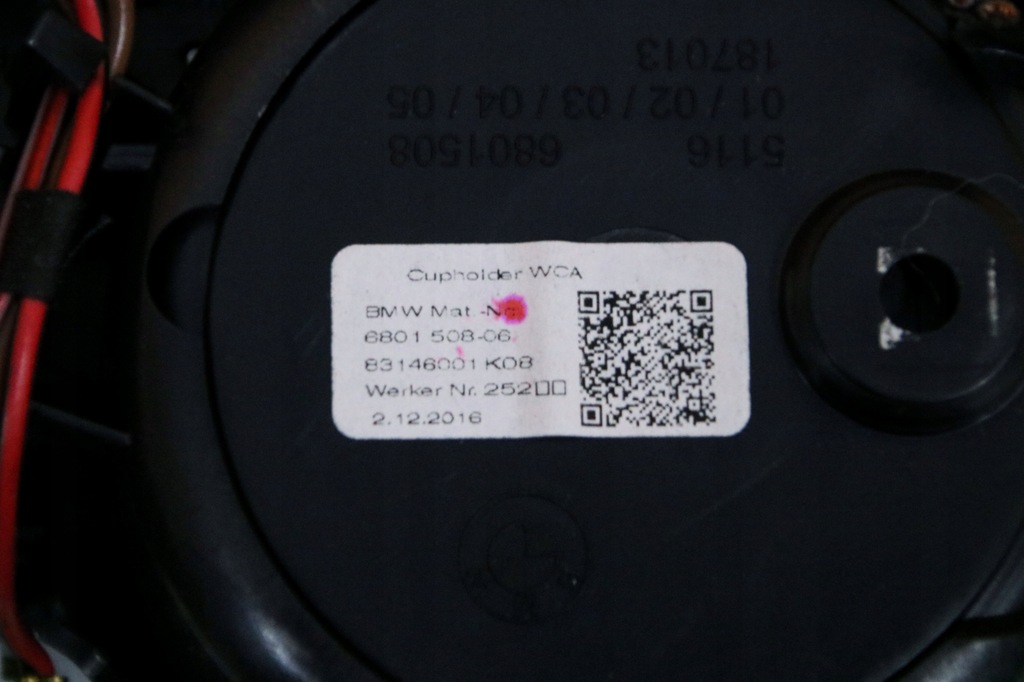 187013
01 / 02 / 03 / 04 / 05
5116 6801508
Cupholder WCA
BMW Mat.-No.
6801 508-06
83146001 K08
Werker Nr. 252□□
2.12.2016